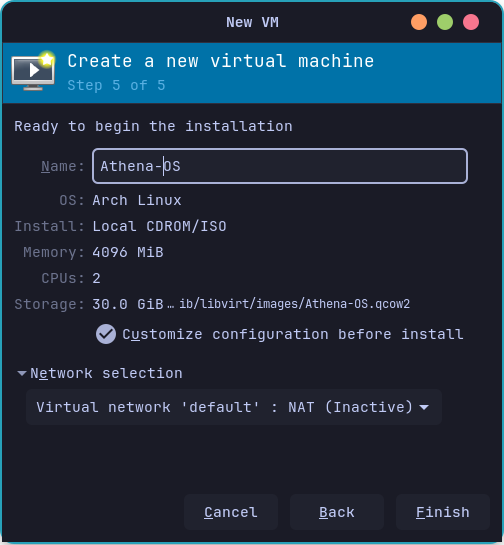 New VM
Create a new virtual machine
Step 5 of 5
Ready to begin the installation
Name: Athena-OS
OS: Arch Linux
Install: Local CDROM/ISO
Memory: 4096 MiB
CPUs: 2
Storage: 30.0 GiB … ib/libvirt/images/Athena-OS.qcow2
Customize configuration before install
Network selection
Virtual network 'default' : NAT (Inactive)
Cancel Back Finish